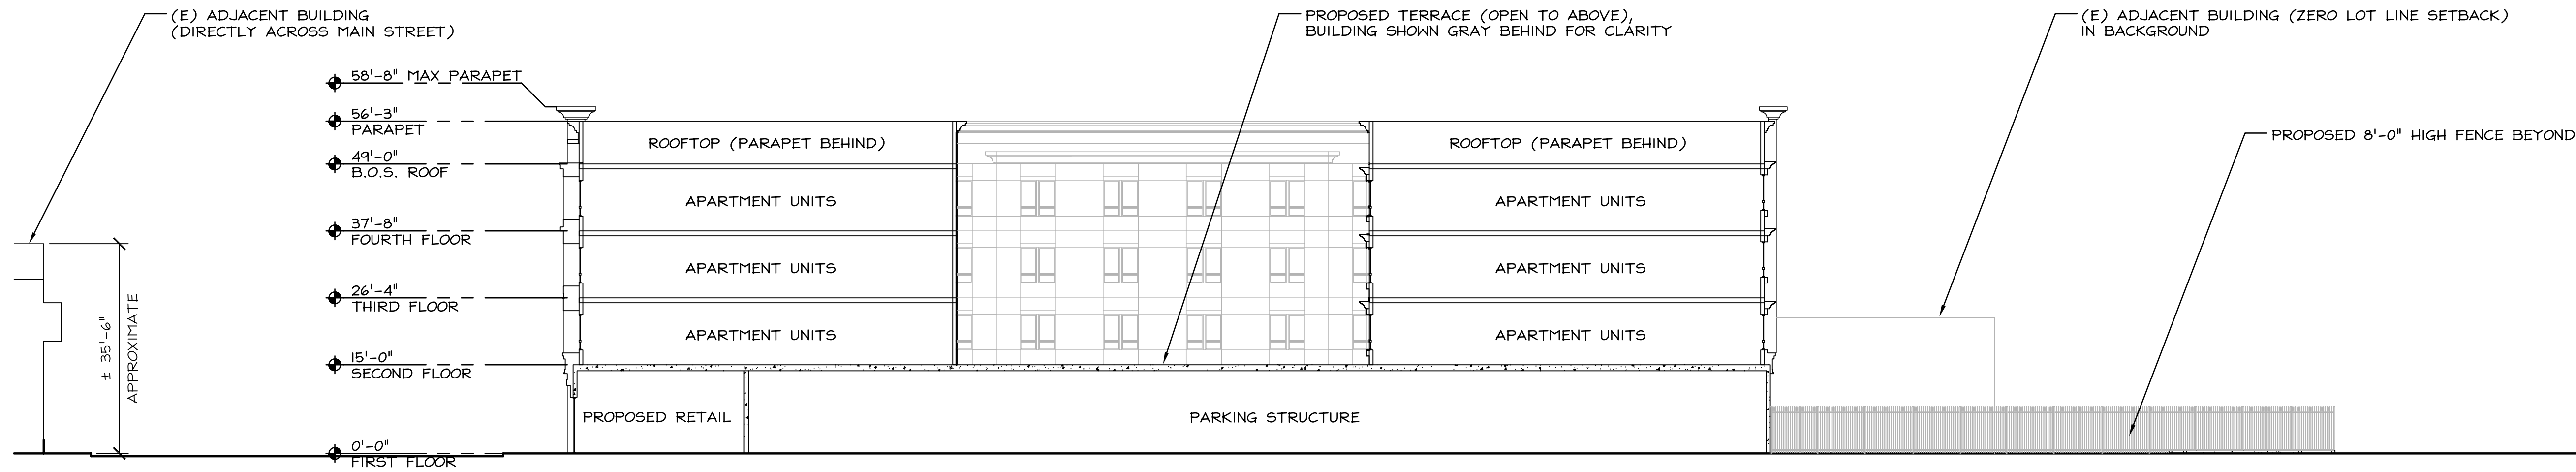 (E) ADJACENT BUILDING
(DIRECTLY ACROSS MAIN STREET)
PROPOSED TERRACE (OPEN TO ABOVE),
BUILDING SHOWN GRAY BEHIND FOR CLARITY
(E) ADJACENT BUILDING (ZERO LOT LINE SETBACK)
IN BACKGROUND
58'-8" MAX PARAPET
56'-3"
PARAPET
PROPOSED 8'-0" HIGH FENCE BEYOND
ROOFTOP (PARAPET BEHIND)
ROOFTOP (PARAPET BEHIND)
49'-0"
B.O.S. ROOF
APARTMENT UNITS
APARTMENT UNITS
37'-8"
FOURTH FLOOR
APARTMENT UNITS
APARTMENT UNITS
26'-4"
THIRD FLOOR
APARTMENT UNITS
APARTMENT UNITS
± 35'-6"
APPROXIMATE
15'-0"
SECOND FLOOR
PROPOSED RETAIL
PARKING STRUCTURE
0'-0"
FIRST FLOOR